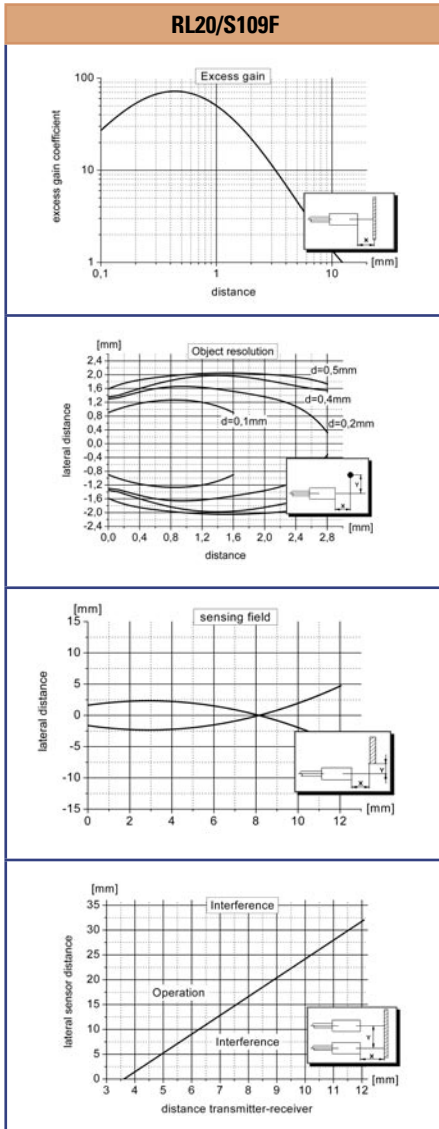 RL20/S109F
Excess gain
excess gain coefficient
100
10
1
0,1 1 10 [mm]
distance
X
[mm]
Object resolution
lateral distance
2,4
2,0
1,6
1,2
0,8
0,4
0,0
-0,4
-0,8
-1,2
-1,6
-2,0
-2,4
d=0,5mm
d=0,4mm
d=0,1mm
d=0,2mm
Y
X
0,0 0,4 0,8 1,2 1,6 2,0 2,4 2,8 [mm]
distance
[mm]
sensing field
lateral distance
15
10
5
0
-5
-10
-15
Y
X
0 2 4 6 8 10 12 [mm]
[mm]
Interference
lateral sensor distance
35
30
25
20
15
10
5
0
Operation
Interference
Y
X
3 4 5 6 7 8 9 10 11 12 [mm]
distance transmitter-receiver